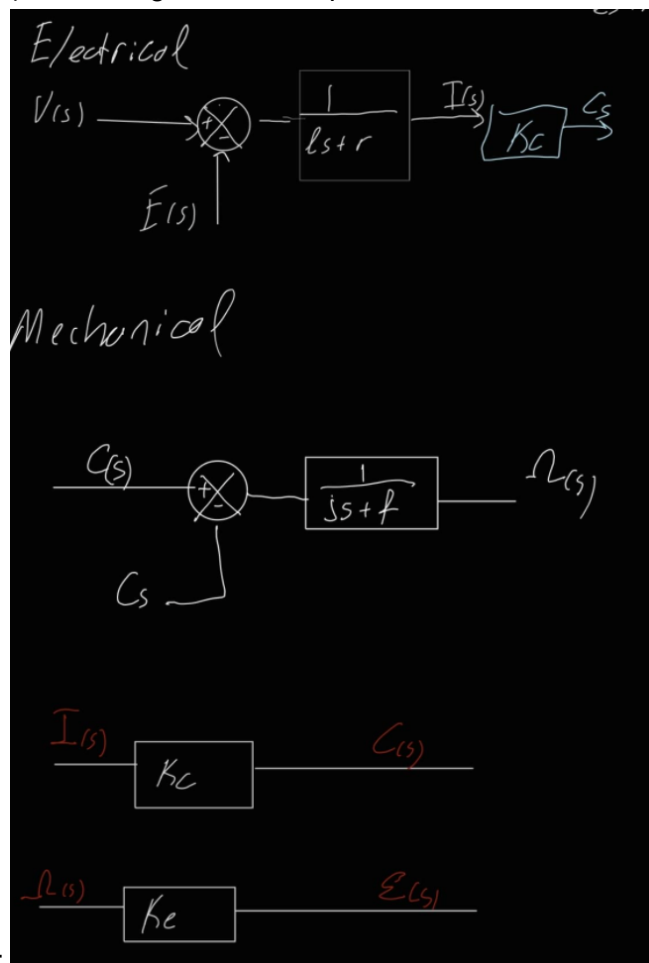 Electrical
V(s) + - 1/(ls+r) I(s) Kc Cs
E(s)
Mechanical
C(s) + - 1/(js+f) Ω(s)
Cs
I(s) Kc C(s)
Ω(s) Ke E(s)